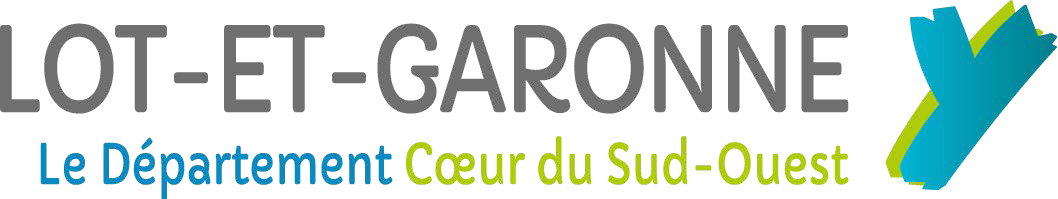 LOT-ET-GARONNE
Le Département Cœur du Sud-Ouest